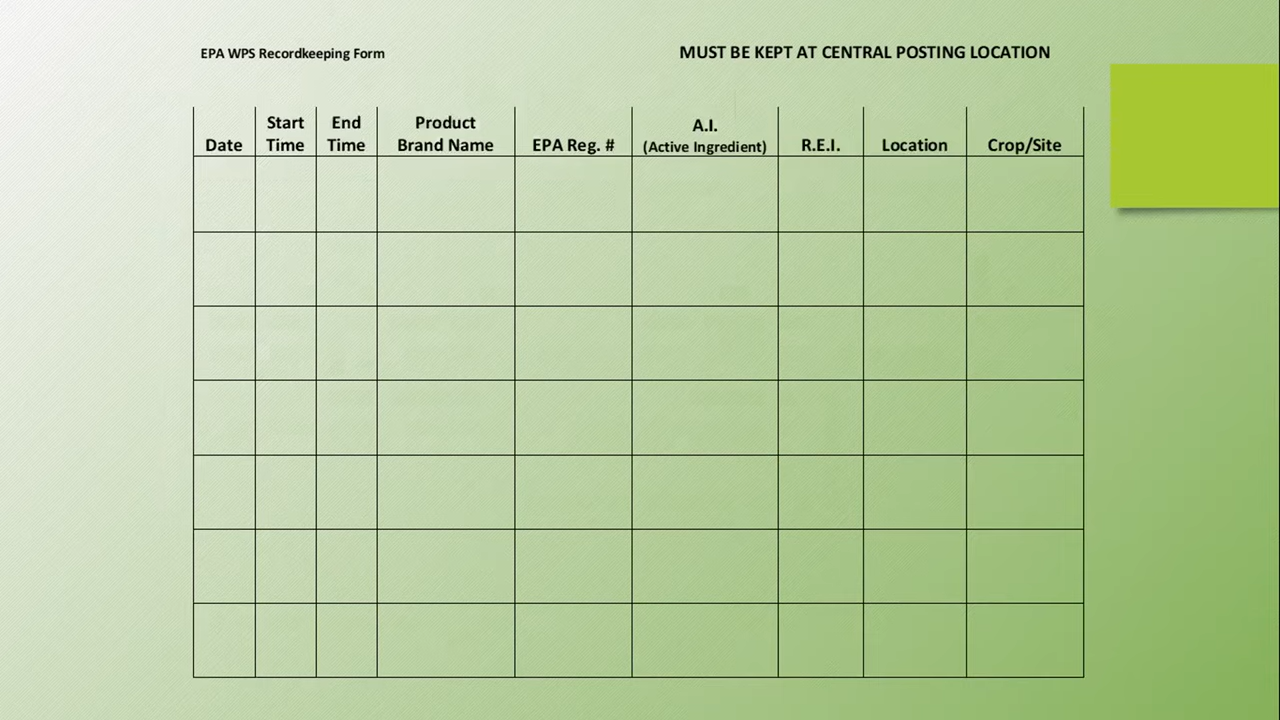 EPA WPS Recordkeeping Form
MUST BE KEPT AT CENTRAL POSTING LOCATION
Date
Start
Time
End
Time
Product
Brand Name
EPA Reg. #
A.I.
(Active Ingredient)
R.E.I.
Location
Crop/Site